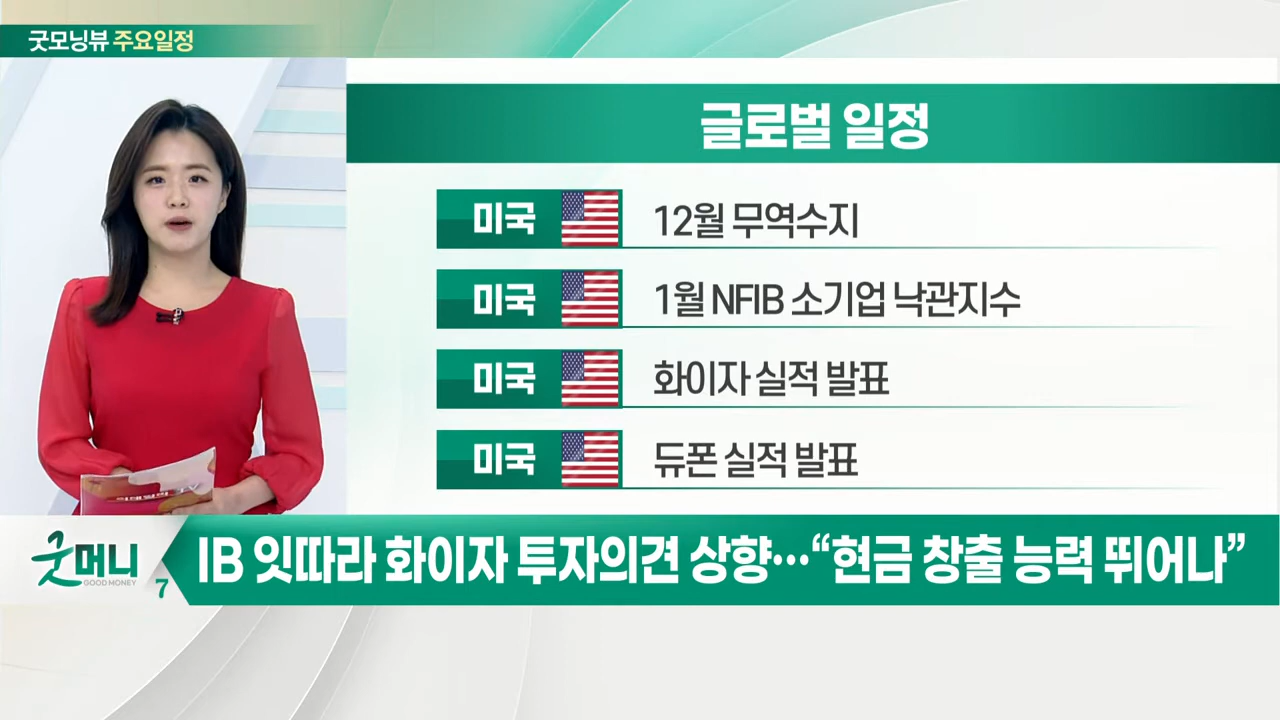 굿모닝뷰 주요일정
글로벌 일정
미국 12월 무역수지
미국 1월 NFIB 소기업 낙관지수
미국 화이자 실적 발표
미국 듀폰 실적 발표
굿머니
GOOD MONEY
7
IB 잇따라 화이자 투자의견 상향…“현금 창출 능력 뛰어나”